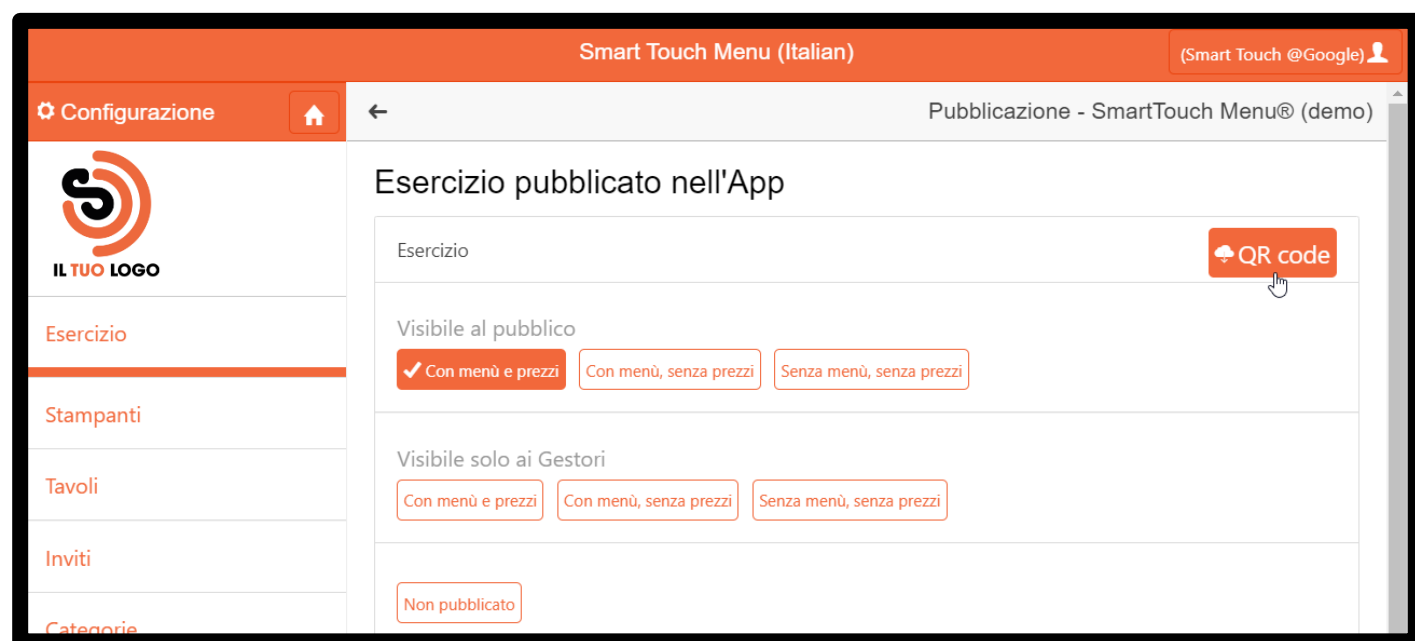 Smart Touch Menu (Italian)
(Smart Touch @Google)
Configurazione
Pubblicazione - SmartTouch Menu® (demo)
IL TUO LOGO
Esercizio
Stampanti
Tavoli
Inviti
Categorie
Esercizio pubblicato nell'App
Esercizio
QR code
Visibile al pubblico
Con menù e prezzi
Con menù, senza prezzi
Senza menù, senza prezzi
Visibile solo ai Gestori
Con menù e prezzi
Con menù, senza prezzi
Senza menù, senza prezzi
Non pubblicato